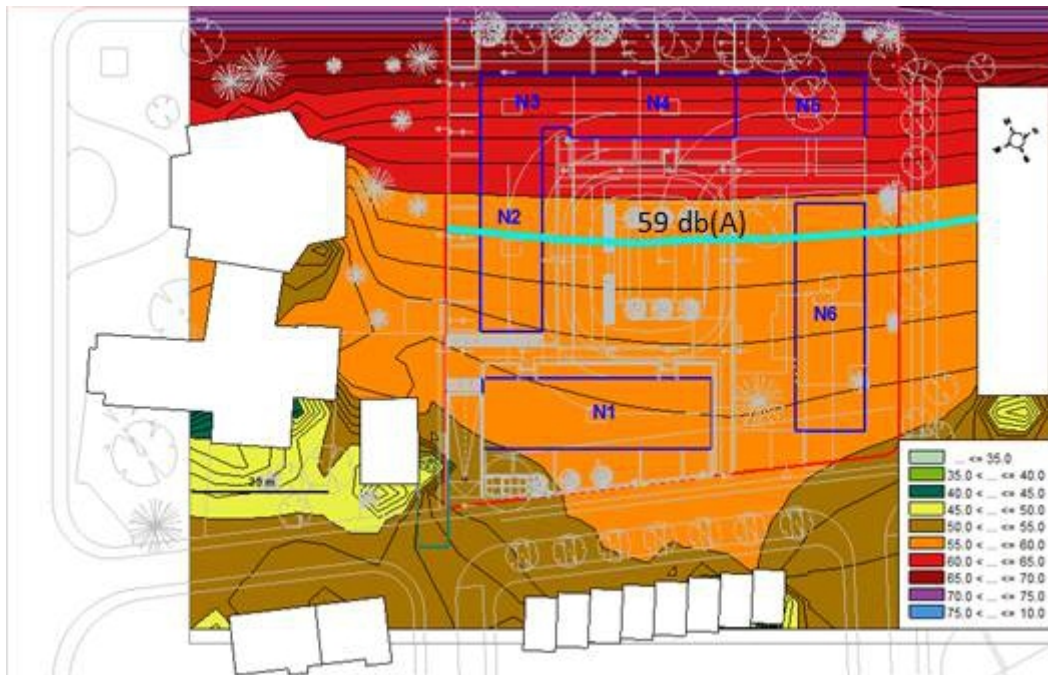 N3 N4 N5
N2 59 db(A)
N6
N1
25 m
... <= 35.0
35.0 < ... <= 40.0
40.0 < ... <= 45.0
45.0 < ... <= 50.0
50.0 < ... <= 55.0
55.0 < ... <= 60.0
60.0 < ... <= 65.0
65.0 < ... <= 70.0
70.0 < ... <= 75.0
75.0 < ... <= 10.0